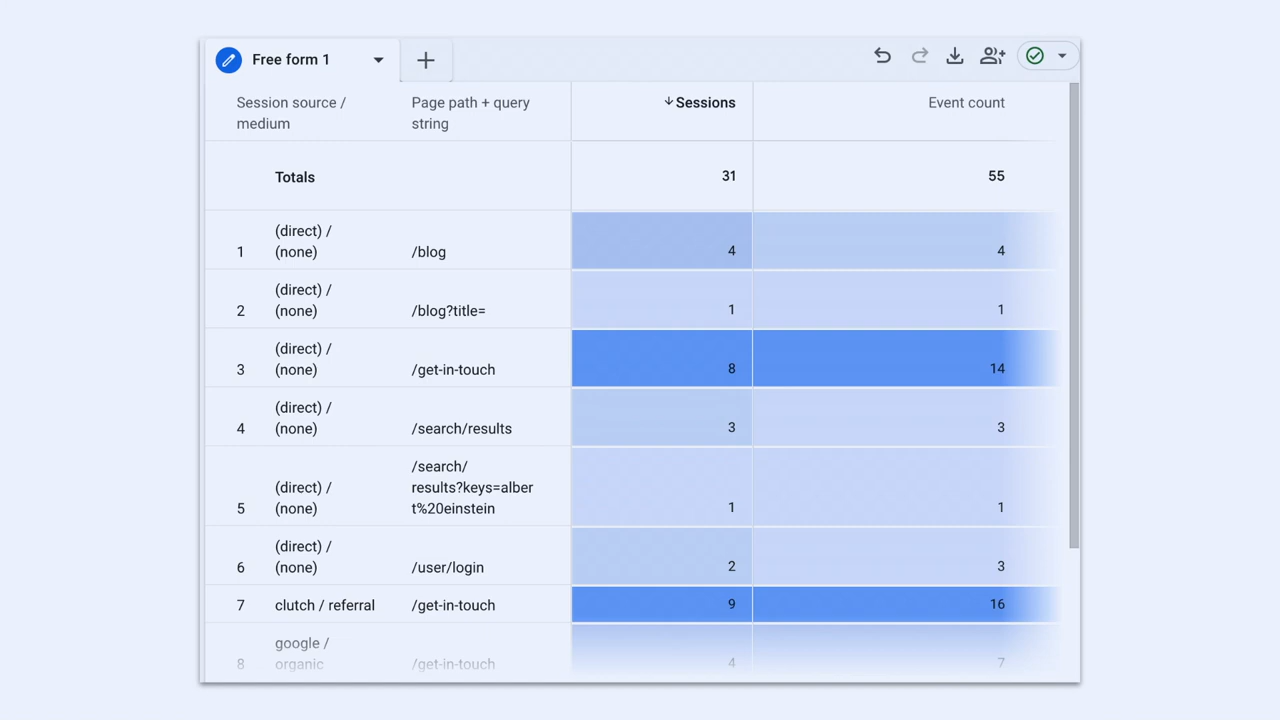 Free form 1
Session source /
medium
Page path + query
string
Sessions
Event count
Totals
31
55
1
(direct) /
(none)
/blog
4
4
2
(direct) /
(none)
/blog?title=
1
1
3
(direct) /
(none)
/get-in-touch
8
14
4
(direct) /
(none)
/search/results
3
3
5
(direct) /
(none)
/search/
results?keys=alber
t%20einstein
1
1
6
(direct) /
(none)
/user/login
2
3
7
clutch / referral
/get-in-touch
9
16
8
google /
organic
/get-in-touch
4
7